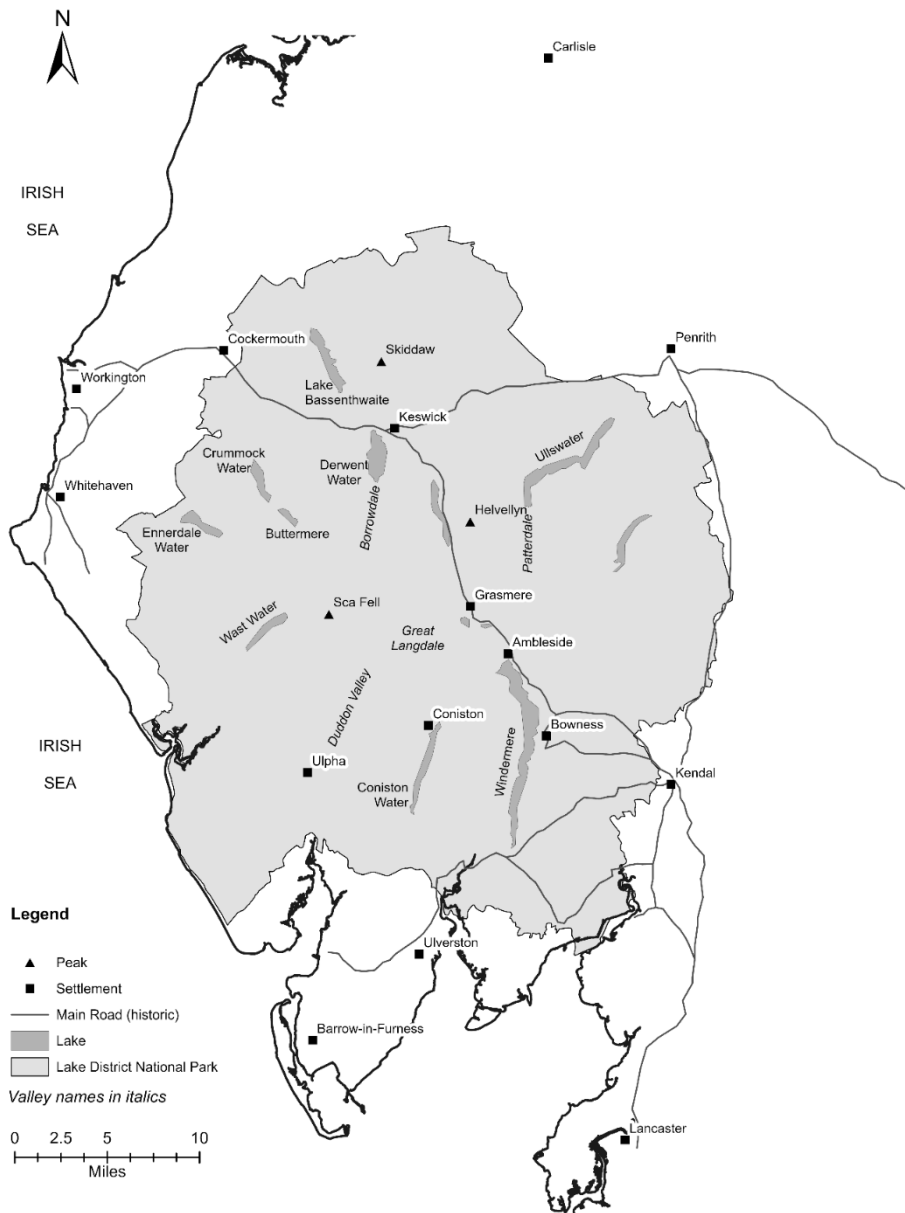 N
Carlisle
IRISH
SEA
Cockermouth
Skiddaw
Penrith
Workington
Lake
Bassenthwaite
Keswick
Ullswater
Crummock
Water
Derwent
Water
Whitehaven
Borrowdale
Helvellyn
Patterdale
Ennerdale
Water
Buttermere
Sca Fell
Grasmere
Wast Water
Great
Langdale
Ambleside
Duddon Valley
Coniston
Bowness
IRISH
SEA
Windermere
Ulpha
Coniston
Water
Kendal
Legend
Peak
Settlement
Main Road (historic)
Lake
Lake District National Park
Valley names in italics
Ulverston
Barrow-in-Furness
Lancaster
0 2.5 5 10
Miles